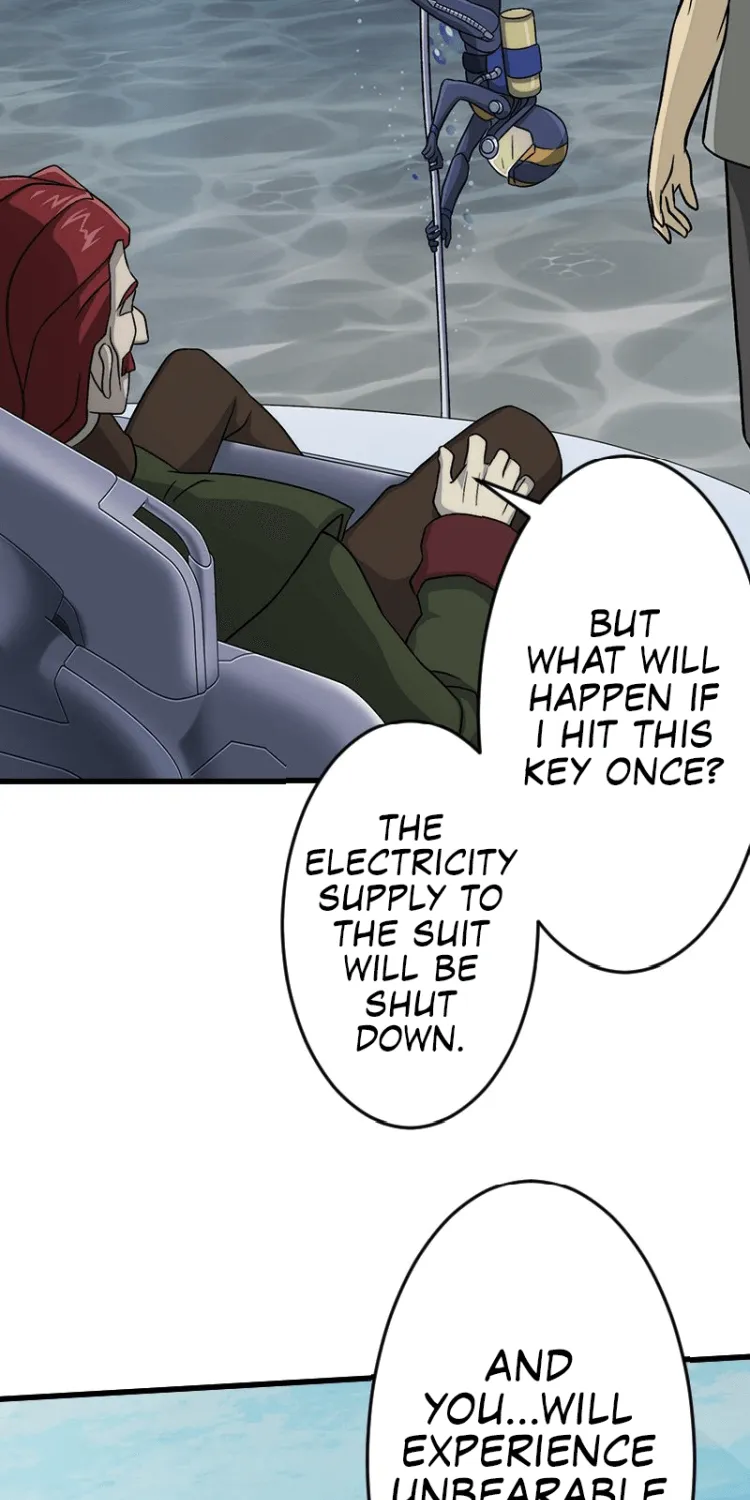 BUT
WHAT WILL
HAPPEN IF
I HIT THIS
KEY ONCE?
THE
ELECTRICITY
SUPPLY TO
THE SUIT
WILL BE
SHUT
DOWN.
AND
YOU...WILL
EXPERIENCE
UNBEARABLE